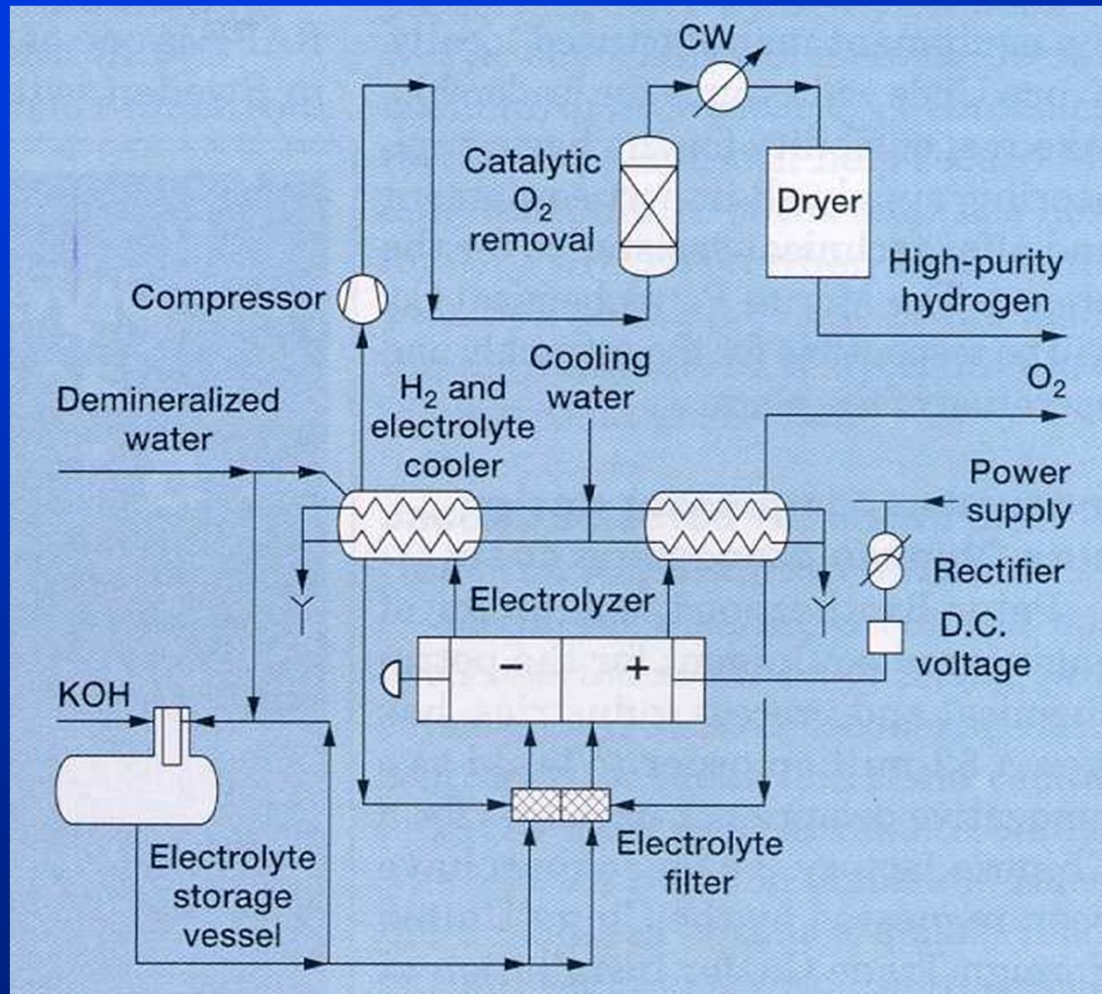 CW
Catalytic
O₂
removal
Dryer
High-purity
hydrogen
Compressor
O₂
Cooling
water
H₂ and
electrolyte
cooler
Demineralized
water
Power
supply
Rectifier
D.C.
voltage
Electrolyzer
− +
KOH
Electrolyte
storage
vessel
Electrolyte
filter